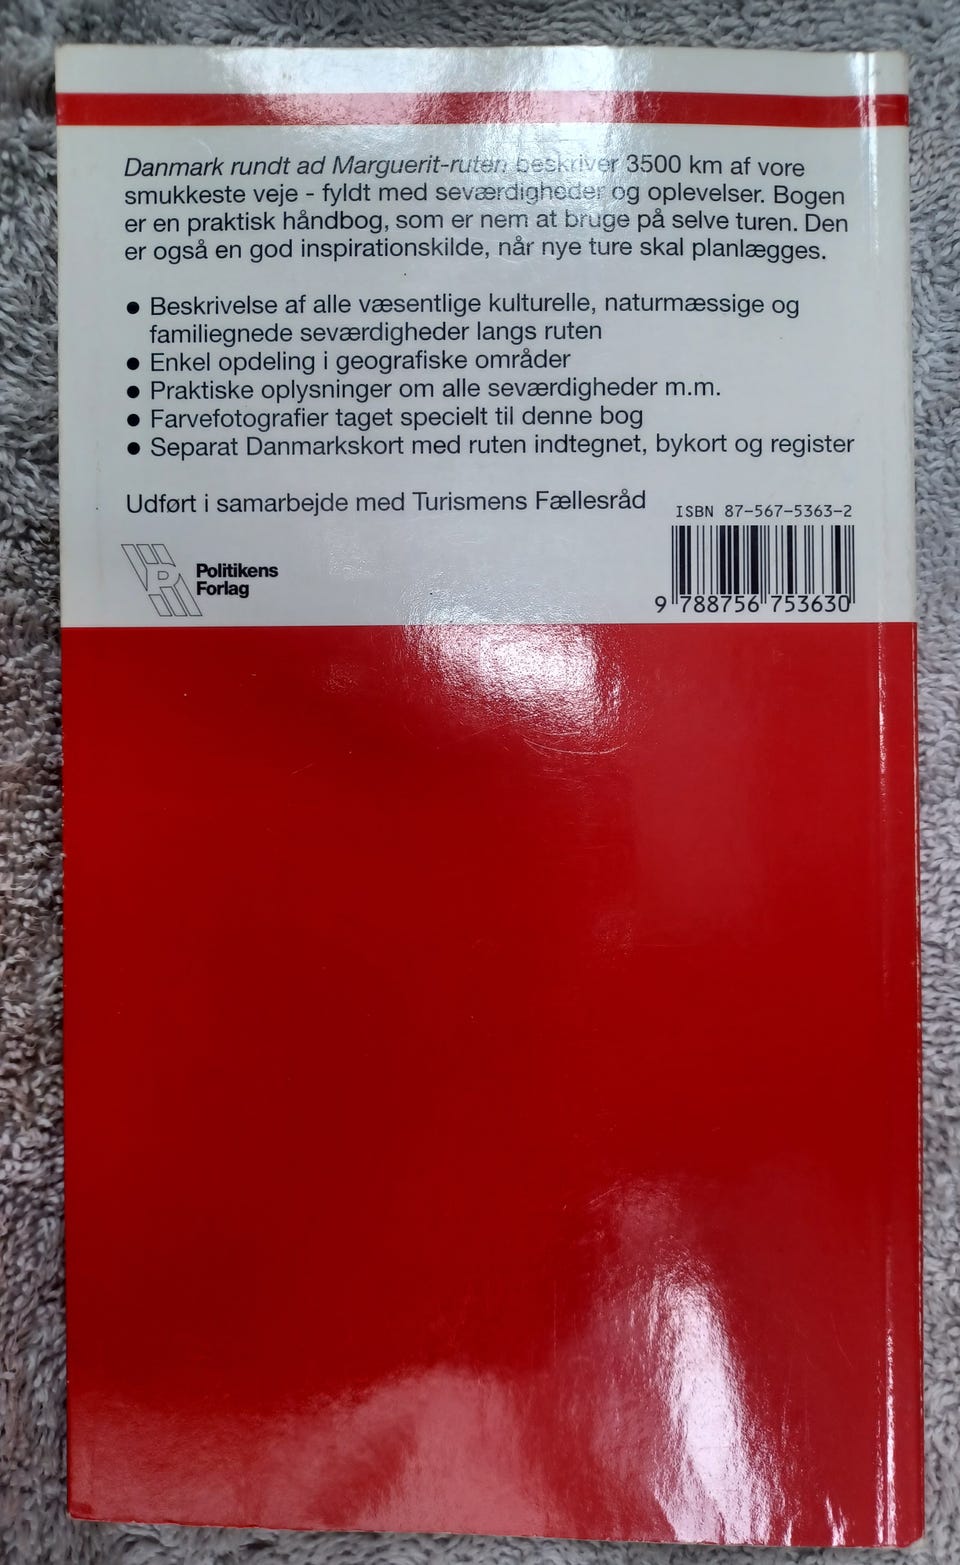 Danmark rundt ad Marguerit-ruten beskriver 3500 km af vore
smukkeste veje - fyldt med seværdigheder og oplevelser. Bogen
er en praktisk håndbog, som er nem at bruge på selve turen. Den
er også en god inspirationskilde, når nye ture skal planlægges.
● Beskrivelse af alle væsentlige kulturelle, naturmæssige og
familiegnede seværdigheder langs ruten
● Enkel opdeling i geografiske områder
● Praktiske oplysninger om alle seværdigheder m.m.
● Farvefotografier taget specielt til denne bog
● Separat Danmarkskort med ruten indtegnet, bykort og register
Udført i samarbejde med Turismens Fællesråd
ISBN 87-567-5363-2
9 788756 753630
P
Politikens
Forlag